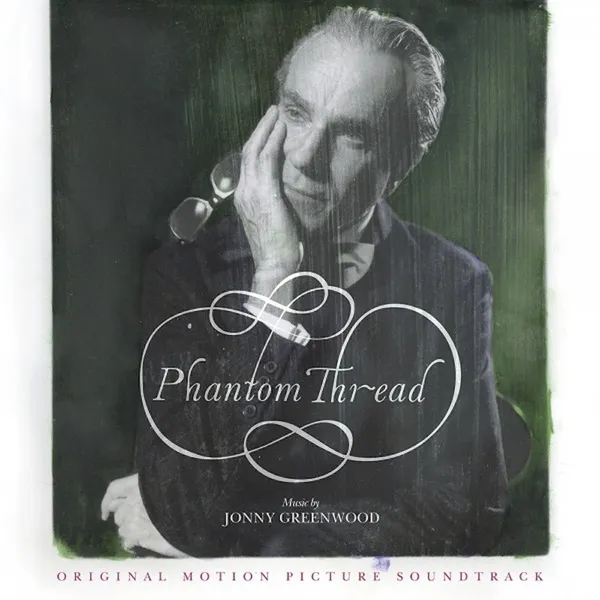 Phantom Thread
Music by
JONNY GREENWOOD
ORIGINAL MOTION PICTURE SOUNDTRACK